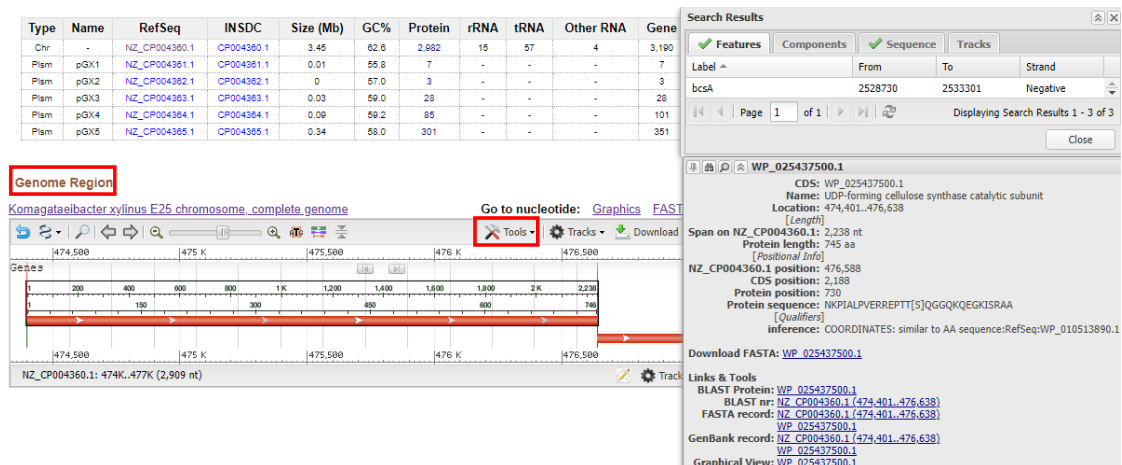 Type Name RefSeq INSDC Size (Mb) GC% Protein rRNA tRNA Other RNA Gene
Chr - NZ_CP004360.1 CP004360.1 3.45 62.6 2,982 15 57 4 3,190
Plsm pGX1 NZ_CP004361.1 CP004361.1 0.01 55.8 7 - - - 7
Plsm pGX2 NZ_CP004362.1 CP004362.1 0 57.0 3 - - - 3
Plsm pGX3 NZ_CP004363.1 CP004363.1 0.03 59.0 28 - - - 28
Plsm pGX4 NZ_CP004364.1 CP004364.1 0.09 59.2 85 - - - 101
Plsm pGX5 NZ_CP004365.1 CP004365.1 0.34 58.0 301 - - - 351
Genome Region
Komagataeibacter xylinus E25 chromosome, complete genome
Go to nucleotide: Graphics FAST
Tools Tracks Download
474,500 475 K 475,500 476 K 476,500
Genes
1 200 400 600 800 1 K 1,200 1,400 1,600 1,800 2 K 2,238
1 150 300 450 600 746
474,500 475 K 475,500 476 K 476,500
NZ_CP004360.1: 474K..477K (2,909 nt)
Track
Search Results
Features Components Sequence Tracks
Label From To Strand
bcsA 2528730 2533301 Negative
Page 1 of 1 Displaying Search Results 1 - 3 of 3
Close
WP_025437500.1
CDS: WP_025437500.1
Name: UDP-forming cellulose synthase catalytic subunit
Location: 474,401..476,638
[Length]
Span on NZ_CP004360.1: 2,238 nt
Protein length: 745 aa
[Positional Info]
NZ_CP004360.1 position: 476,588
CDS position: 2,188
Protein position: 730
Protein sequence: NKPIALPVERREPTT[S]QGGQKQEGKISRAA
[Qualifiers]
inference: COORDINATES: similar to AA sequence:RefSeq:WP_010513890.1
Download FASTA: WP_025437500.1
Links & Tools
BLAST Protein: WP_025437500.1
BLAST nr: NZ_CP004360.1 (474,401..476,638)
FASTA record: NZ_CP004360.1 (474,401..476,638)
WP_025437500.1
GenBank record: NZ_CP004360.1 (474,401..476,638)
WP_025437500.1
Graphical View: WP_025437500.1